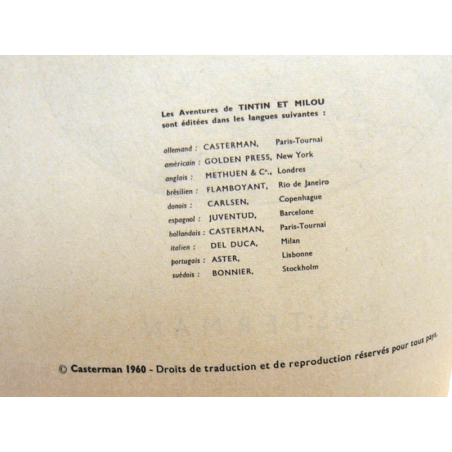 Les Aventures de TINTIN ET MILOU
sont éditées dans les langues suivantes :
allemand : CASTERMAN, Paris-Tournai
américain : GOLDEN PRESS, New York
anglais : METHUEN & Co., Londres
brésilien : FLAMBOYANT, Rio de Janeiro
danois : CARLSEN, Copenhague
espagnol : JUVENTUD, Barcelone
hollandais : CASTERMAN, Paris-Tournai
italien : DEL DUCA, Milan
portugais : ASTER, Lisbonne
suédois : BONNIER, Stockholm
© Casterman 1960 - Droits de traduction et de reproduction réservés pour tous pays.